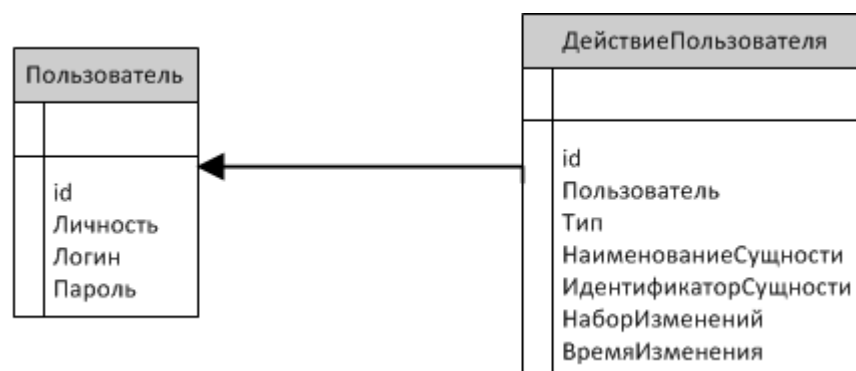 Пользователь
id
Личность
Логин
Пароль
ДействиеПользователя
id
Пользователь
Тип
НаименованиеСущности
ИдентификаторСущности
НаборИзменений
ВремяИзменения